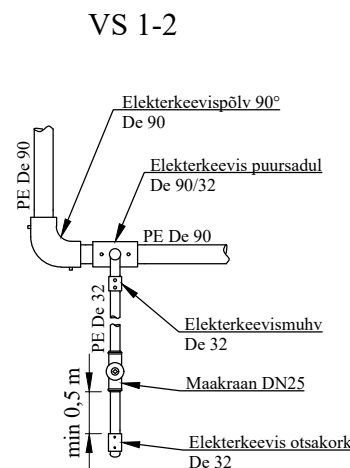 VS 1-2
Elekterkeevispõlv 90°
De 90
PE De 90
Elekterkeevis puursadul
De 90/32
PE De 90
PE De 32
Elekterkeevismuhv
De 32
Maakraan DN25
min 0,5 m
Elekterkeevis otsakork
De 32